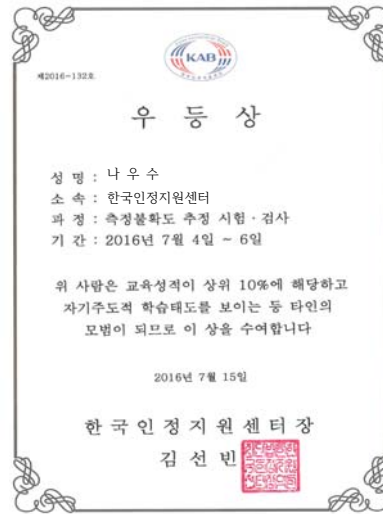 KAB
제2016-132호
우 등 상
성 명 : 나 우 수
소 속 : 한국인정지원센터
과 정 : 측정불확도 추정 시험·검사
기 간 : 2016년 7월 4일 ~ 6일
위 사람은 교육성적이 상위 10%에 해당하고
자기주도적 학습태도를 보이는 등 타인의
모범이 되므로 이 상을 수여합니다
2016년 7월 15일
한국인정지원센터장
김 선 빈